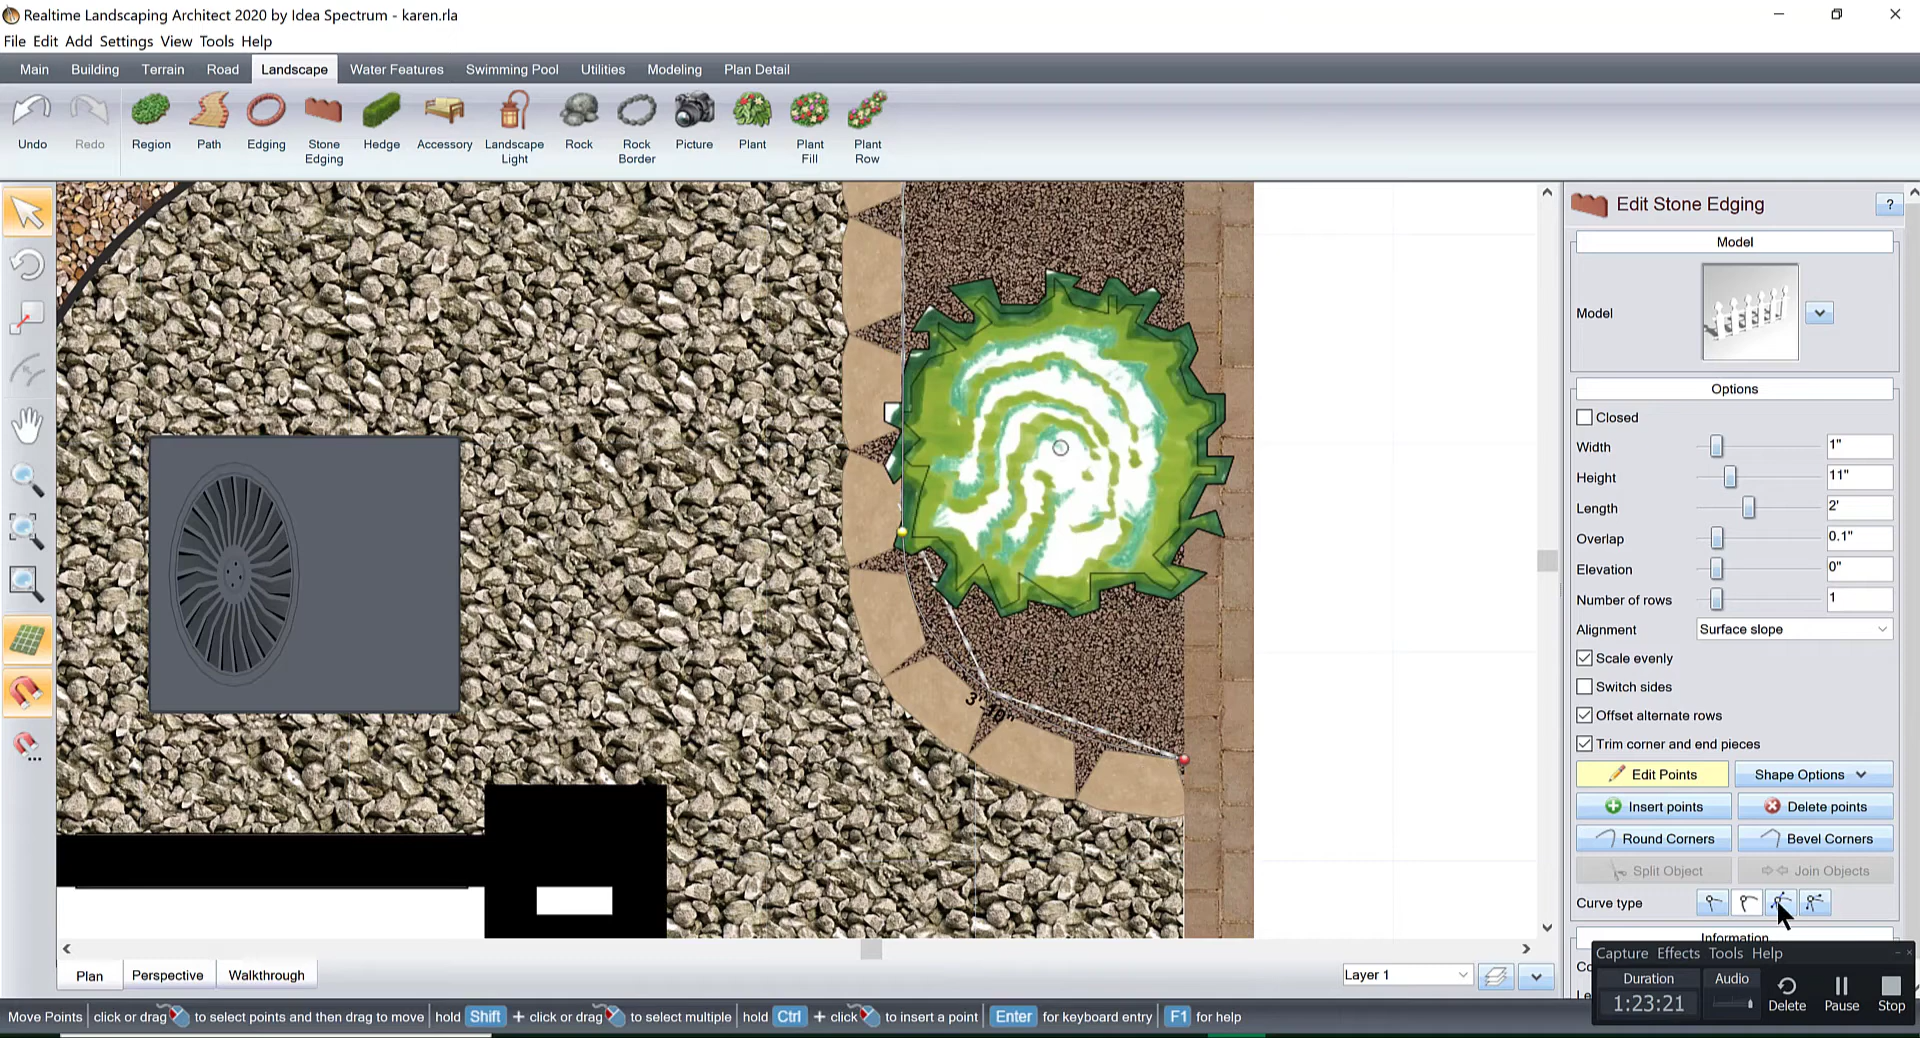 Realtime Landscaping Architect 2020 by Idea Spectrum - karen.rla
File Edit Add Settings View Tools Help
Main Building Terrain Road Landscape Water Features Swimming Pool Utilities Modeling Plan Detail
Undo Redo Region Path Edging Stone Edging Hedge Accessory Landscape Light Rock Rock Border Picture Plant Plant Fill Plant Row
Edit Stone Edging ?
Model
Model
Options
Closed
Width 1"
Height 11"
Length 2'
Overlap 0.1"
Elevation 0"
Number of rows 1
Alignment Surface slope
Scale evenly
Switch sides
Offset alternate rows
Trim corner and end pieces
Edit Points Shape Options
Insert points Delete points
Round Corners Bevel Corners
Split Object Join Objects
Curve type
Information
Capture Effects Tools Help
Duration Audio
1:23:21 Delete Pause Stop
Plan Perspective Walkthrough
Layer 1
Move Points click or drag to select points and then drag to move hold Shift + click or drag to select multiple hold Ctrl + click to insert a point Enter for keyboard entry F1 for help